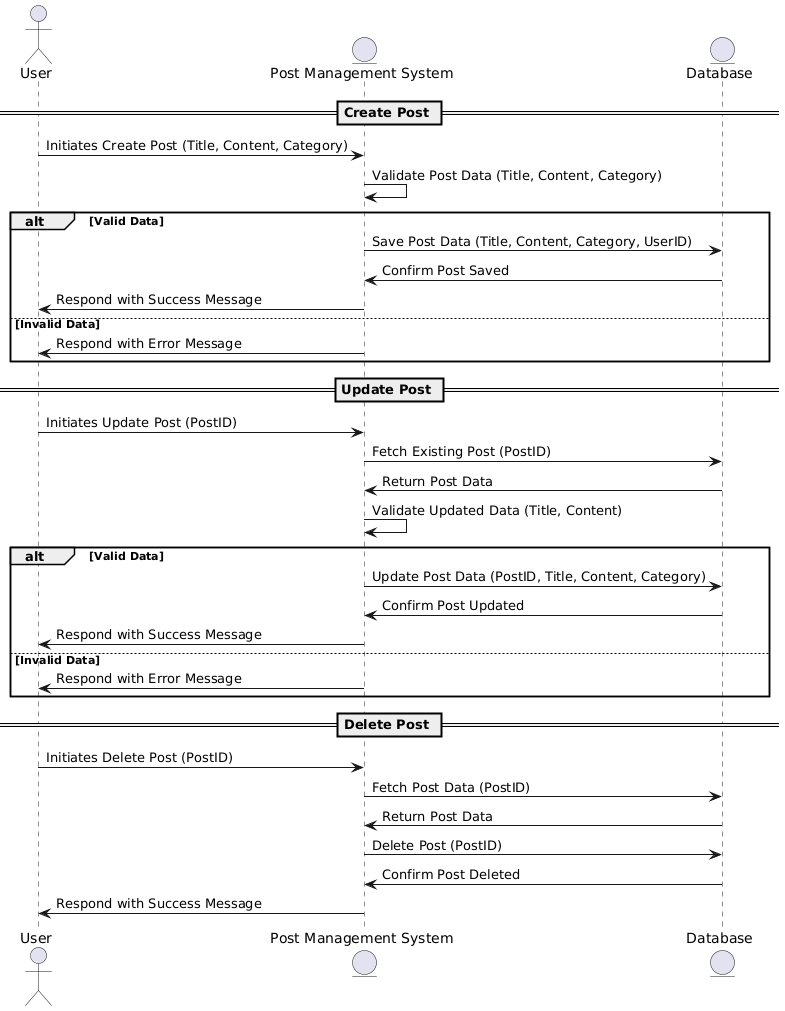 User
Post Management System
Database
Create Post
Initiates Create Post (Title, Content, Category)
Validate Post Data (Title, Content, Category)
alt
[Valid Data]
Save Post Data (Title, Content, Category, UserID)
Confirm Post Saved
Respond with Success Message
[Invalid Data]
Respond with Error Message
Update Post
Initiates Update Post (PostID)
Fetch Existing Post (PostID)
Return Post Data
Validate Updated Data (Title, Content)
alt
[Valid Data]
Update Post Data (PostID, Title, Content, Category)
Confirm Post Updated
Respond with Success Message
[Invalid Data]
Respond with Error Message
Delete Post
Initiates Delete Post (PostID)
Fetch Post Data (PostID)
Return Post Data
Delete Post (PostID)
Confirm Post Deleted
Respond with Success Message
User
Post Management System
Database